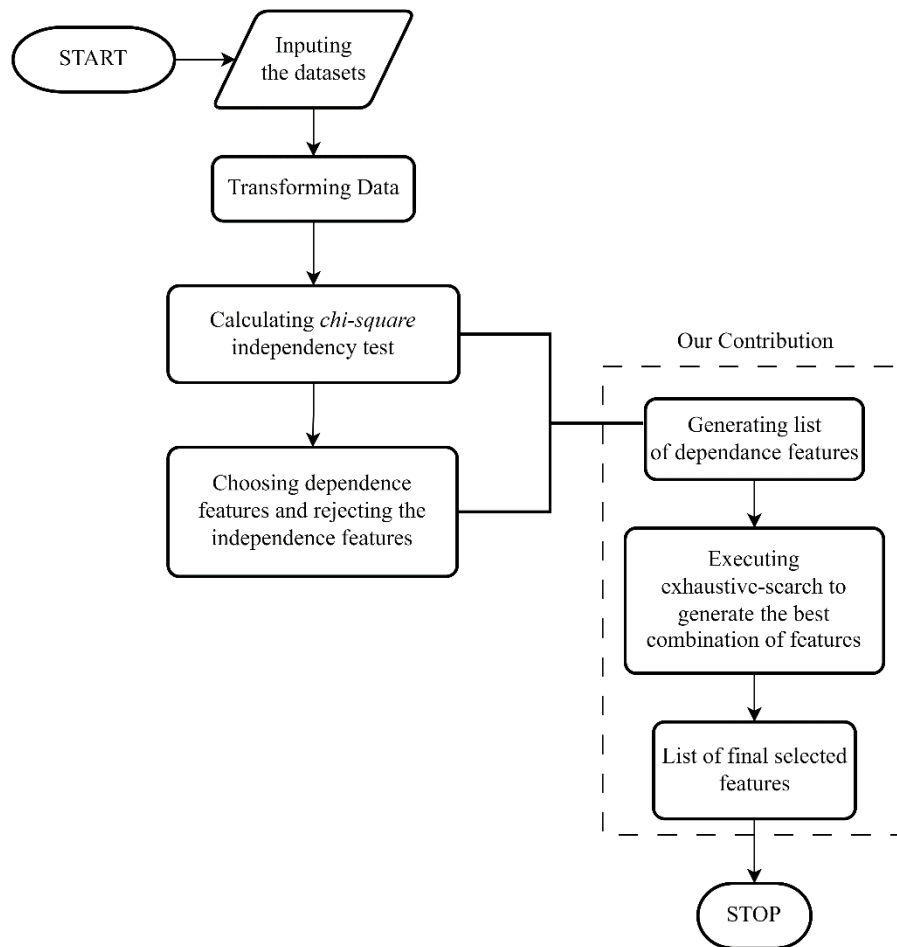 START
Inputing
the datasets
Transforming Data
Calculating chi-square
independency test
Choosing dependence
features and rejecting the
independence features
Our Contribution
Generating list
of dependance features
Executing
exhaustive-search to
generate the best
combination of features
List of final selected
features
STOP